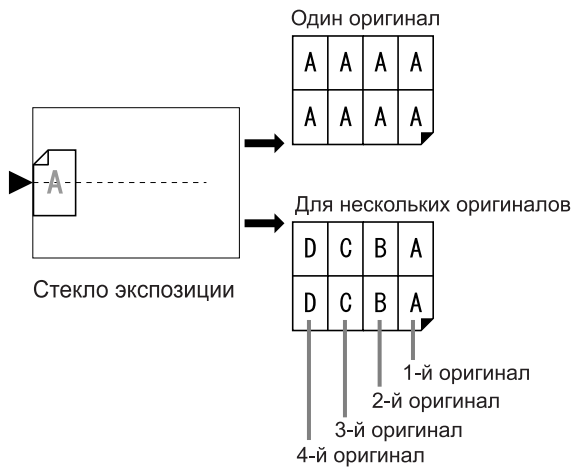 Один оригинал
A A A A
A A A A
A
Для нескольких оригиналов
D C B A
D C B A
Стекло экспозиции
1-й оригинал
2-й оригинал
3-й оригинал
4-й оригинал